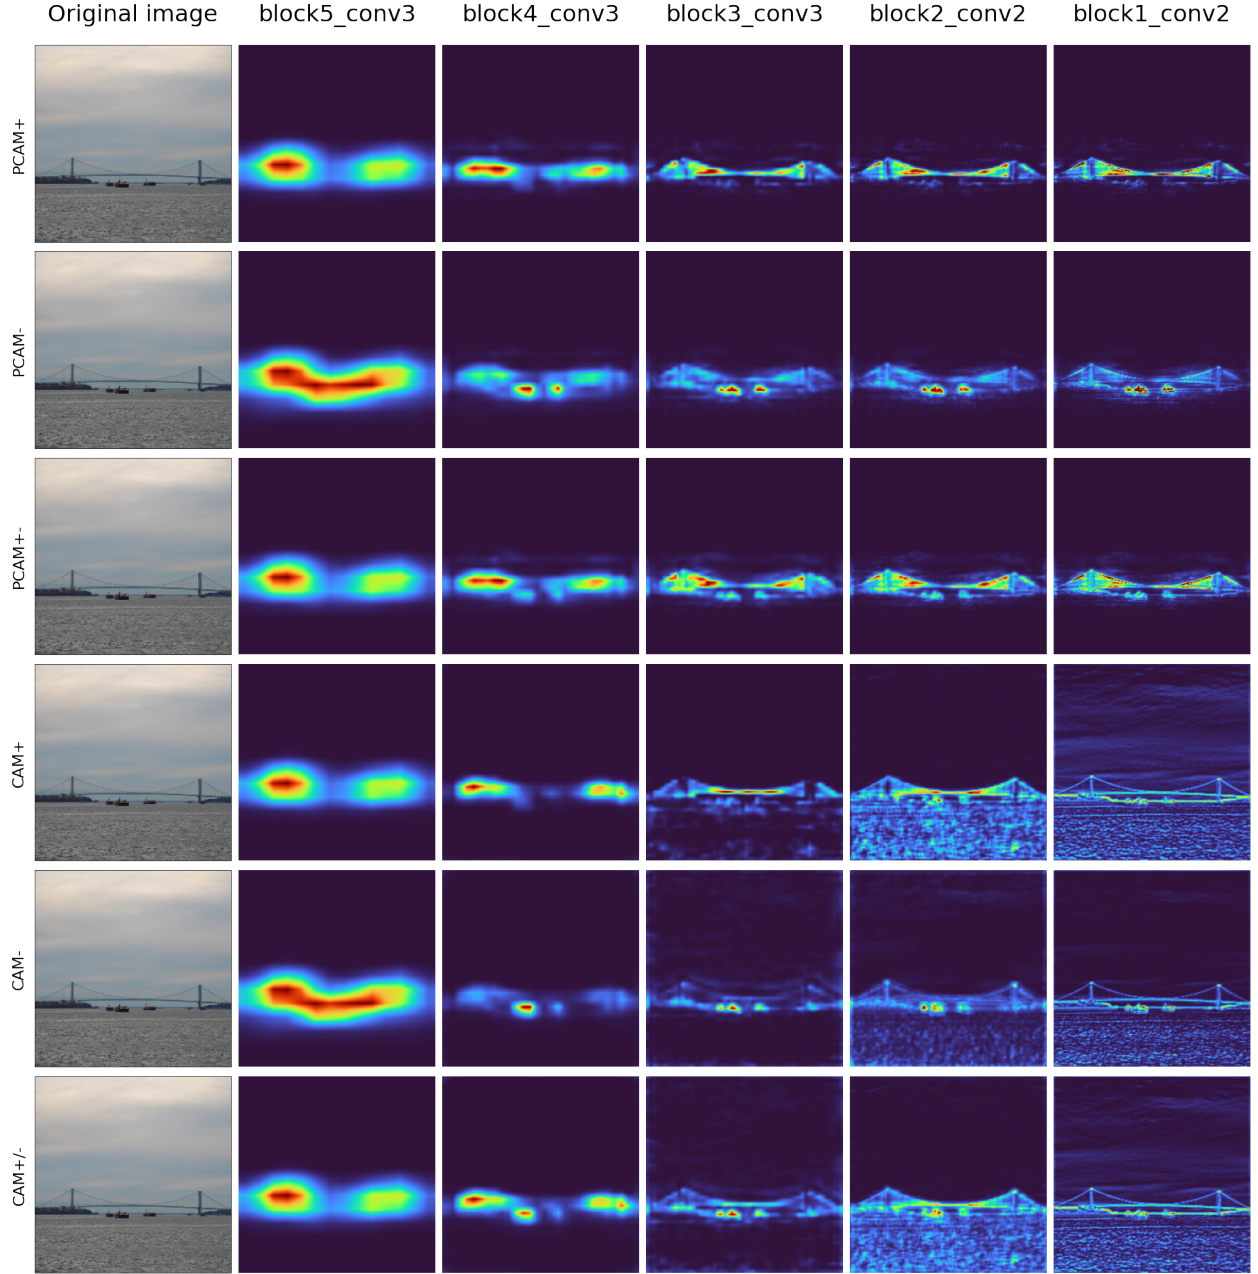 Original image block5_conv3 block4_conv3 block3_conv3 block2_conv2 block1_conv2
PCAM+
PCAM-
PCAM+-
CAM+
CAM-
CAM+/-